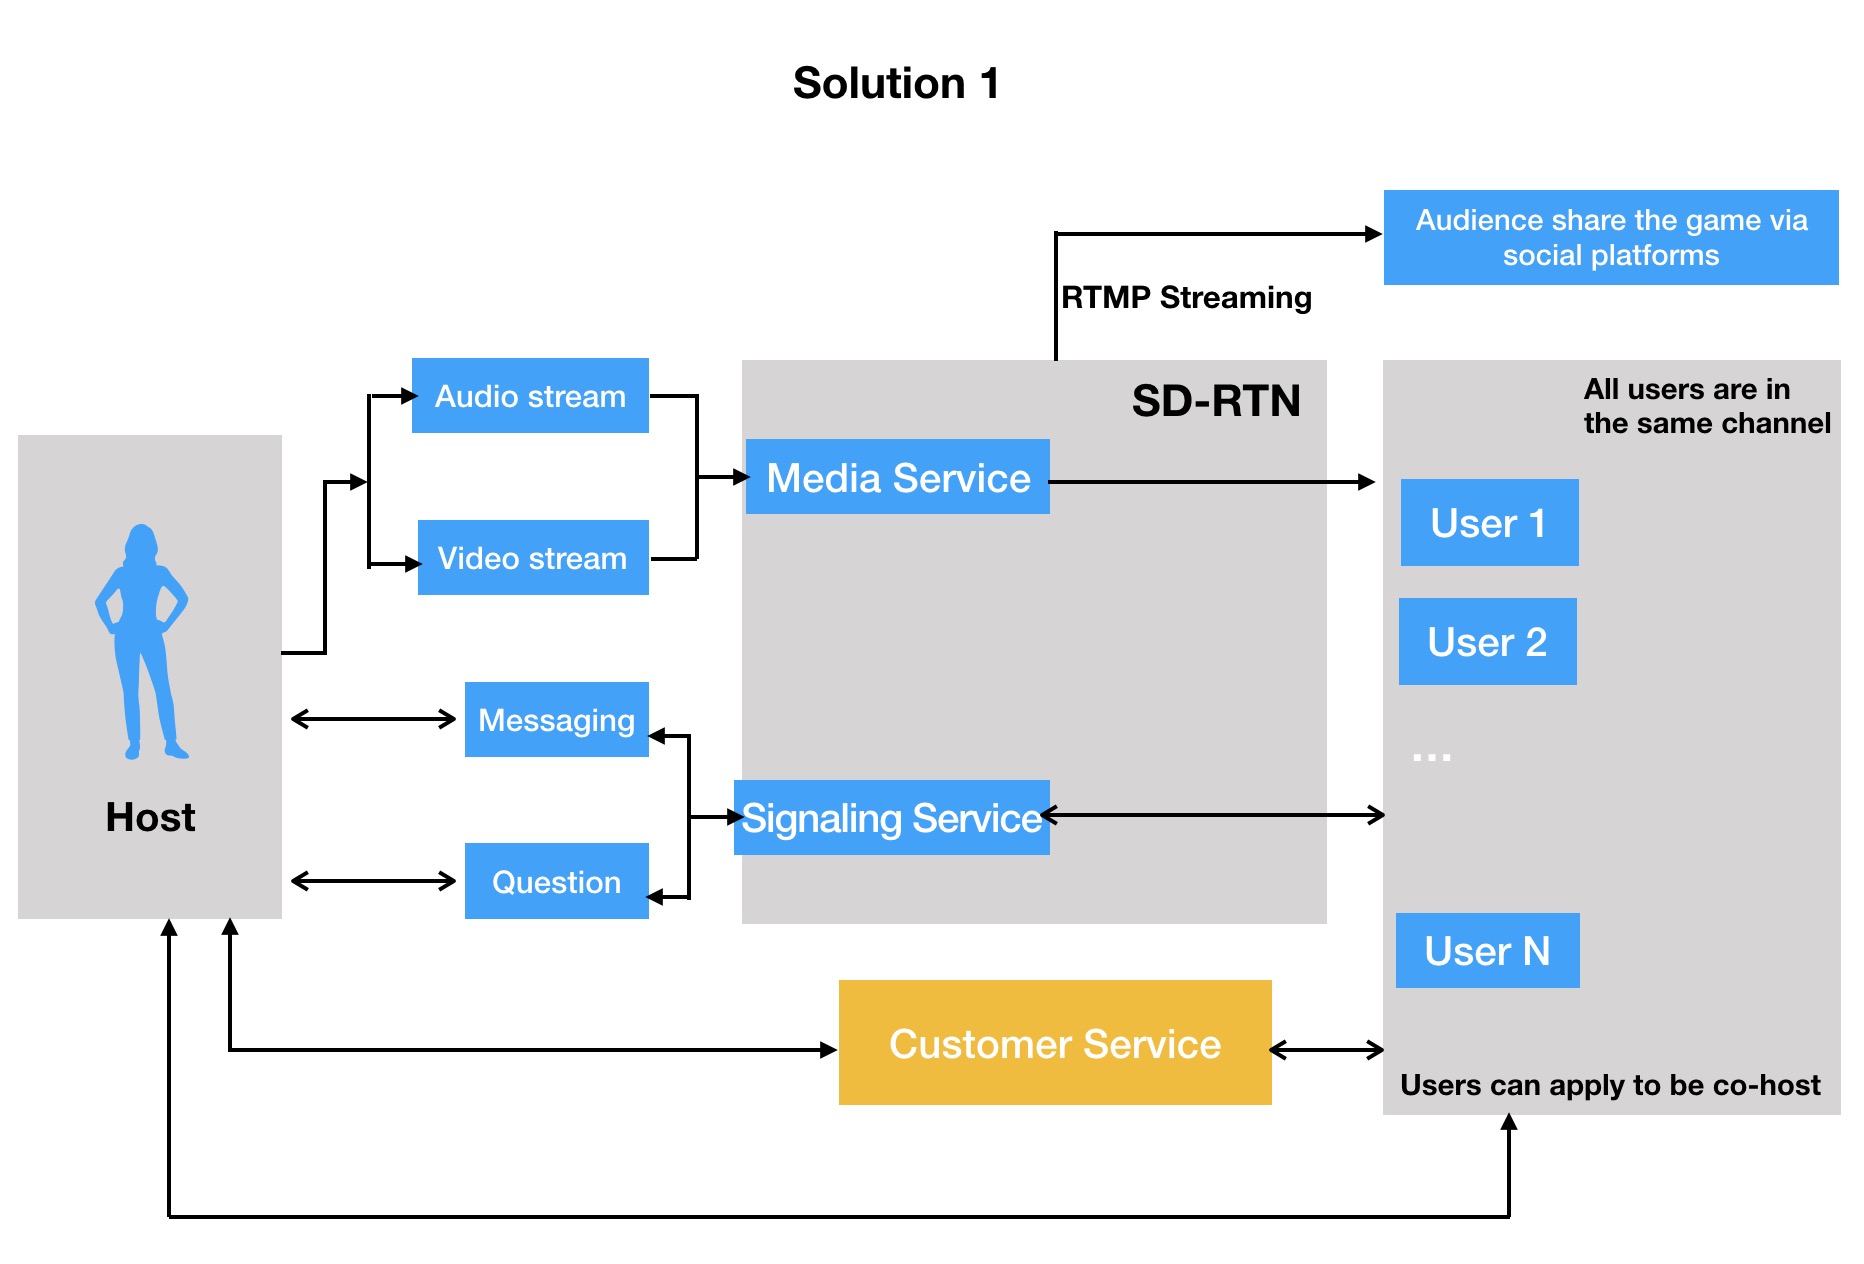 Solution 1
Audience share the game via
social platforms
RTMP Streaming
Audio stream
SD-RTN
All users are in
the same channel
Media Service
User 1
Video stream
User 2
Messaging
...
Host
Signaling Service
Question
User N
Customer Service
Users can apply to be co-host